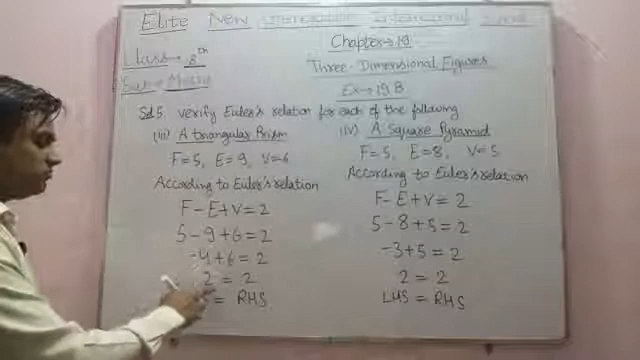 Elite New International School
Class → 8th
Sub → Maths
Chapter → 19
Three-Dimensional Figures
Ex → 19 B
Sol 5. verify Euler's relation for each of the following
(iii) A triangular Prism
F = 5, E = 9, V = 6
According to Euler's relation
F - E + V = 2
5 - 9 + 6 = 2
-4 + 6 = 2
2 = 2
= RHS
(iv) A Square Pyramid
F = 5, E = 8, V = 5
According to Euler's relation
F - E + V = 2
5 - 8 + 5 = 2
-3 + 5 = 2
2 = 2
LHS = RHS